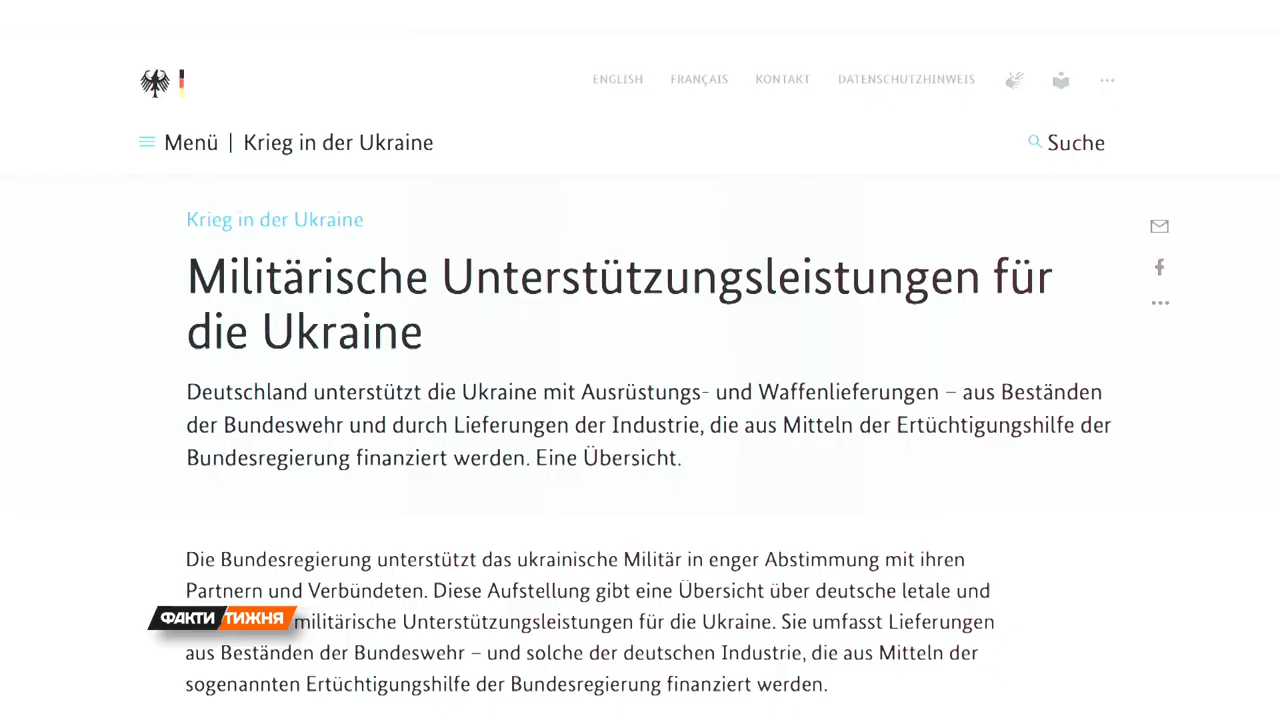 ENGLISH FRANÇAIS KONTAKT DATENSCHUTZHINWEIS
Menü | Krieg in der Ukraine Suche
Krieg in der Ukraine
Militärische Unterstützungsleistungen für
die Ukraine
Deutschland unterstützt die Ukraine mit Ausrüstungs- und Waffenlieferungen – aus Beständen
der Bundeswehr und durch Lieferungen der Industrie, die aus Mitteln der Ertüchtigungshilfe der
Bundesregierung finanziert werden. Eine Übersicht.
Die Bundesregierung unterstützt das ukrainische Militär in enger Abstimmung mit ihren
Partnern und Verbündeten. Diese Aufstellung gibt eine Übersicht über deutsche letale und
ФАКТИ ТИЖНЯ militärische Unterstützungsleistungen für die Ukraine. Sie umfasst Lieferungen
aus Beständen der Bundeswehr – und solche der deutschen Industrie, die aus Mitteln der
sogenannten Ertüchtigungshilfe der Bundesregierung finanziert werden.